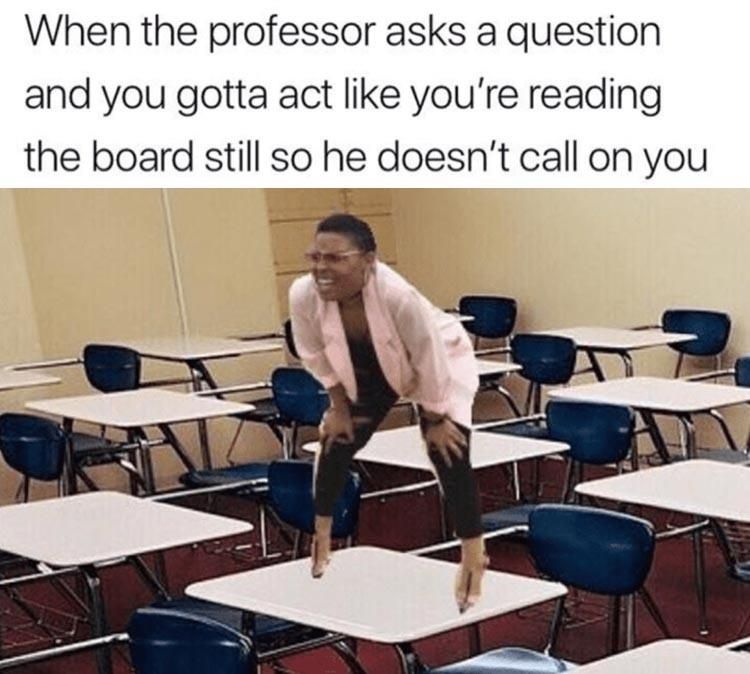 When the professor asks a question
and you gotta act like you're reading
the board still so he doesn't call on you